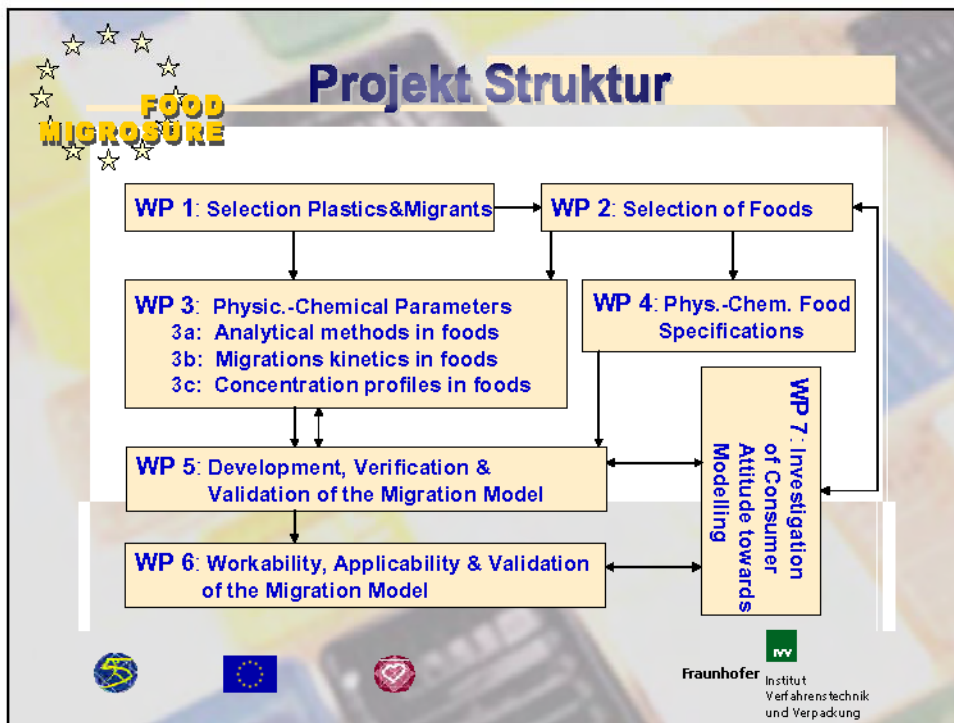 Projekt Struktur
FOOD
MIGROSURE
WP 1: Selection Plastics&Migrants
WP 2: Selection of Foods
WP 3: Physic.-Chemical Parameters
3a: Analytical methods in foods
3b: Migrations kinetics in foods
3c: Concentration profiles in foods
WP 4: Phys.-Chem. Food
Specifications
WP 5: Development, Verification &
Validation of the Migration Model
WP 6: Workability, Applicability & Validation
of the Migration Model
WP 7: Investigation
of Consumer
Attitude towards
Modelling
5
IVV
Fraunhofer
Institut
Verfahrenstechnik
und Verpackung